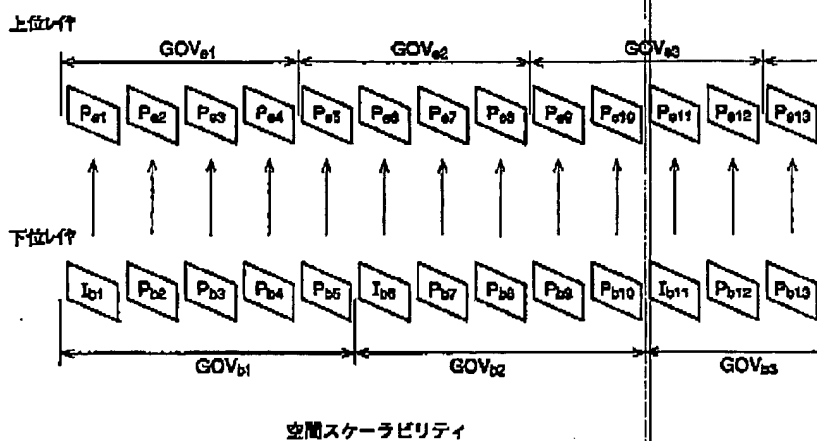 上位レイヤ
GOVe1 GOVe2 GOVe3
Pe1 Pe2 Pe3 Pe4 Pe5 Pe6 Pe7 Pe8 Pe9 Pe10 Pe11 Pe12 Pe13
下位レイヤ
Ib1 Pb2 Pb3 Pb4 Pb5 Ib6 Pb7 Pb8 Pb9 Pb10 Ib11 Pb12 Pb13
GOVb1 GOVb2 GOVb3
空間スケーラビリティ